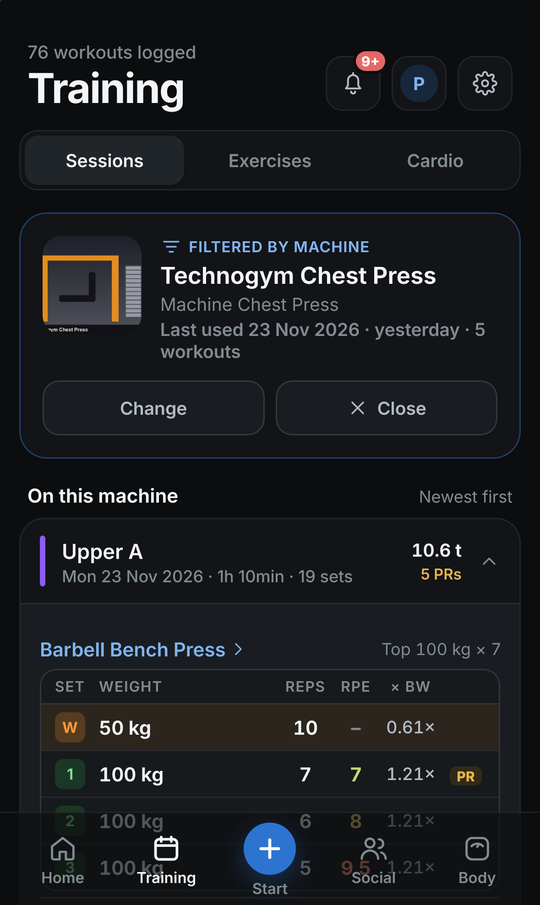 76 workouts logged
Training
9+
P
Sessions Exercises Cardio
FILTERED BY MACHINE
Technogym Chest Press
Machine Chest Press
Last used 23 Nov 2026 · yesterday · 5
workouts
Chest Press
Change
Close
On this machine Newest first
Upper A 10.6 t
Mon 23 Nov 2026 · 1h 10min · 19 sets 5 PRs
Barbell Bench Press Top 100 kg × 7
SET WEIGHT REPS RPE × BW
W 50 kg 10 – 0.61×
1 100 kg 7 7 1.21× PR
2 100 kg 6 8 1.21×
3 100 kg 5 9.5 1.21×
Home Training Start Social Body